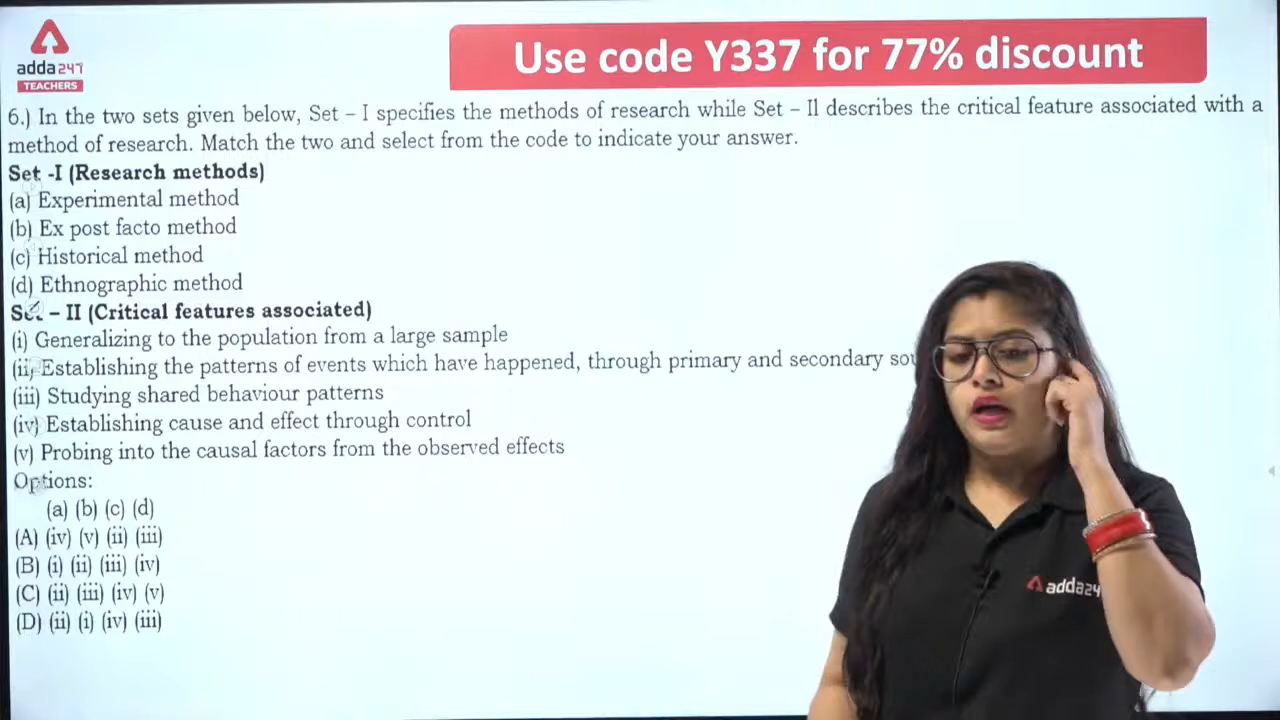 adda247
TEACHERS
Use code Y337 for 77% discount
6.) In the two sets given below, Set – I specifies the methods of research while Set – II describes the critical feature associated with a
method of research. Match the two and select from the code to indicate your answer.
Set -I (Research methods)
(a) Experimental method
(b) Ex post facto method
(c) Historical method
(d) Ethnographic method
Set – II (Critical features associated)
(i) Generalizing to the population from a large sample
(ii) Establishing the patterns of events which have happened, through primary and secondary
(iii) Studying shared behaviour patterns
(iv) Establishing cause and effect through control
(v) Probing into the causal factors from the observed effects
Options:
(a) (b) (c) (d)
(A) (iv) (v) (ii) (iii)
(B) (i) (ii) (iii) (iv)
(C) (ii) (iii) (iv) (v)
(D) (ii) (i) (iv) (iii)
adda24